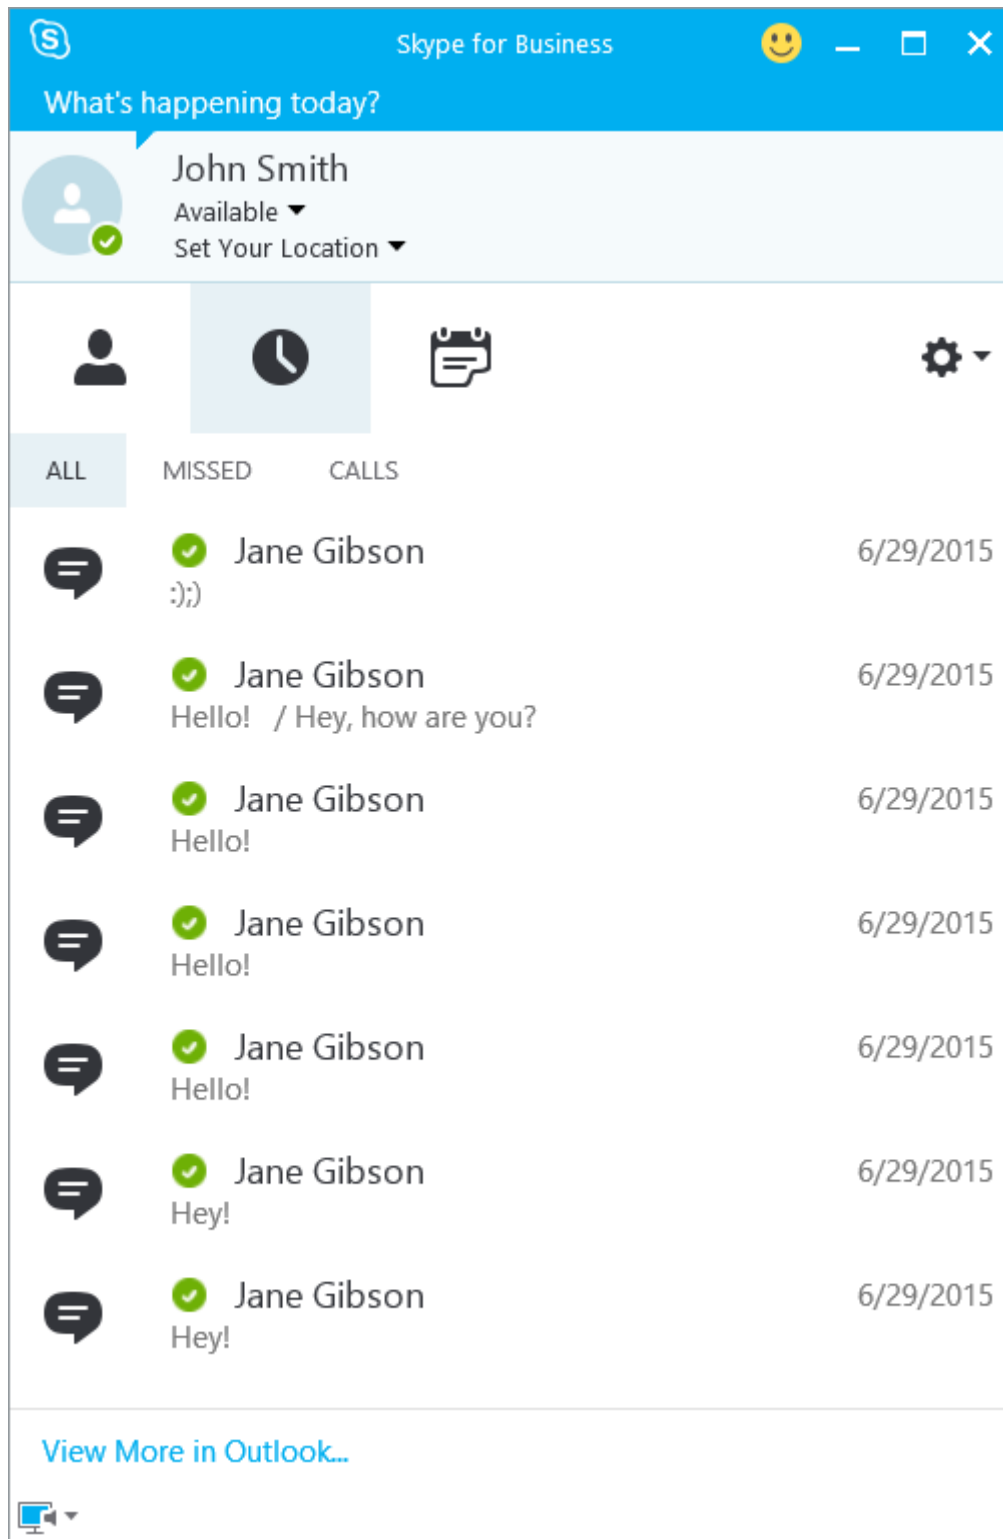 Skype for Business
What's happening today?
John Smith
Available
Set Your Location
ALL MISSED CALLS
Jane Gibson 6/29/2015
:);)
Jane Gibson 6/29/2015
Hello! / Hey, how are you?
Jane Gibson 6/29/2015
Hello!
Jane Gibson 6/29/2015
Hello!
Jane Gibson 6/29/2015
Hello!
Jane Gibson 6/29/2015
Hey!
Jane Gibson 6/29/2015
Hey!
View More in Outlook...